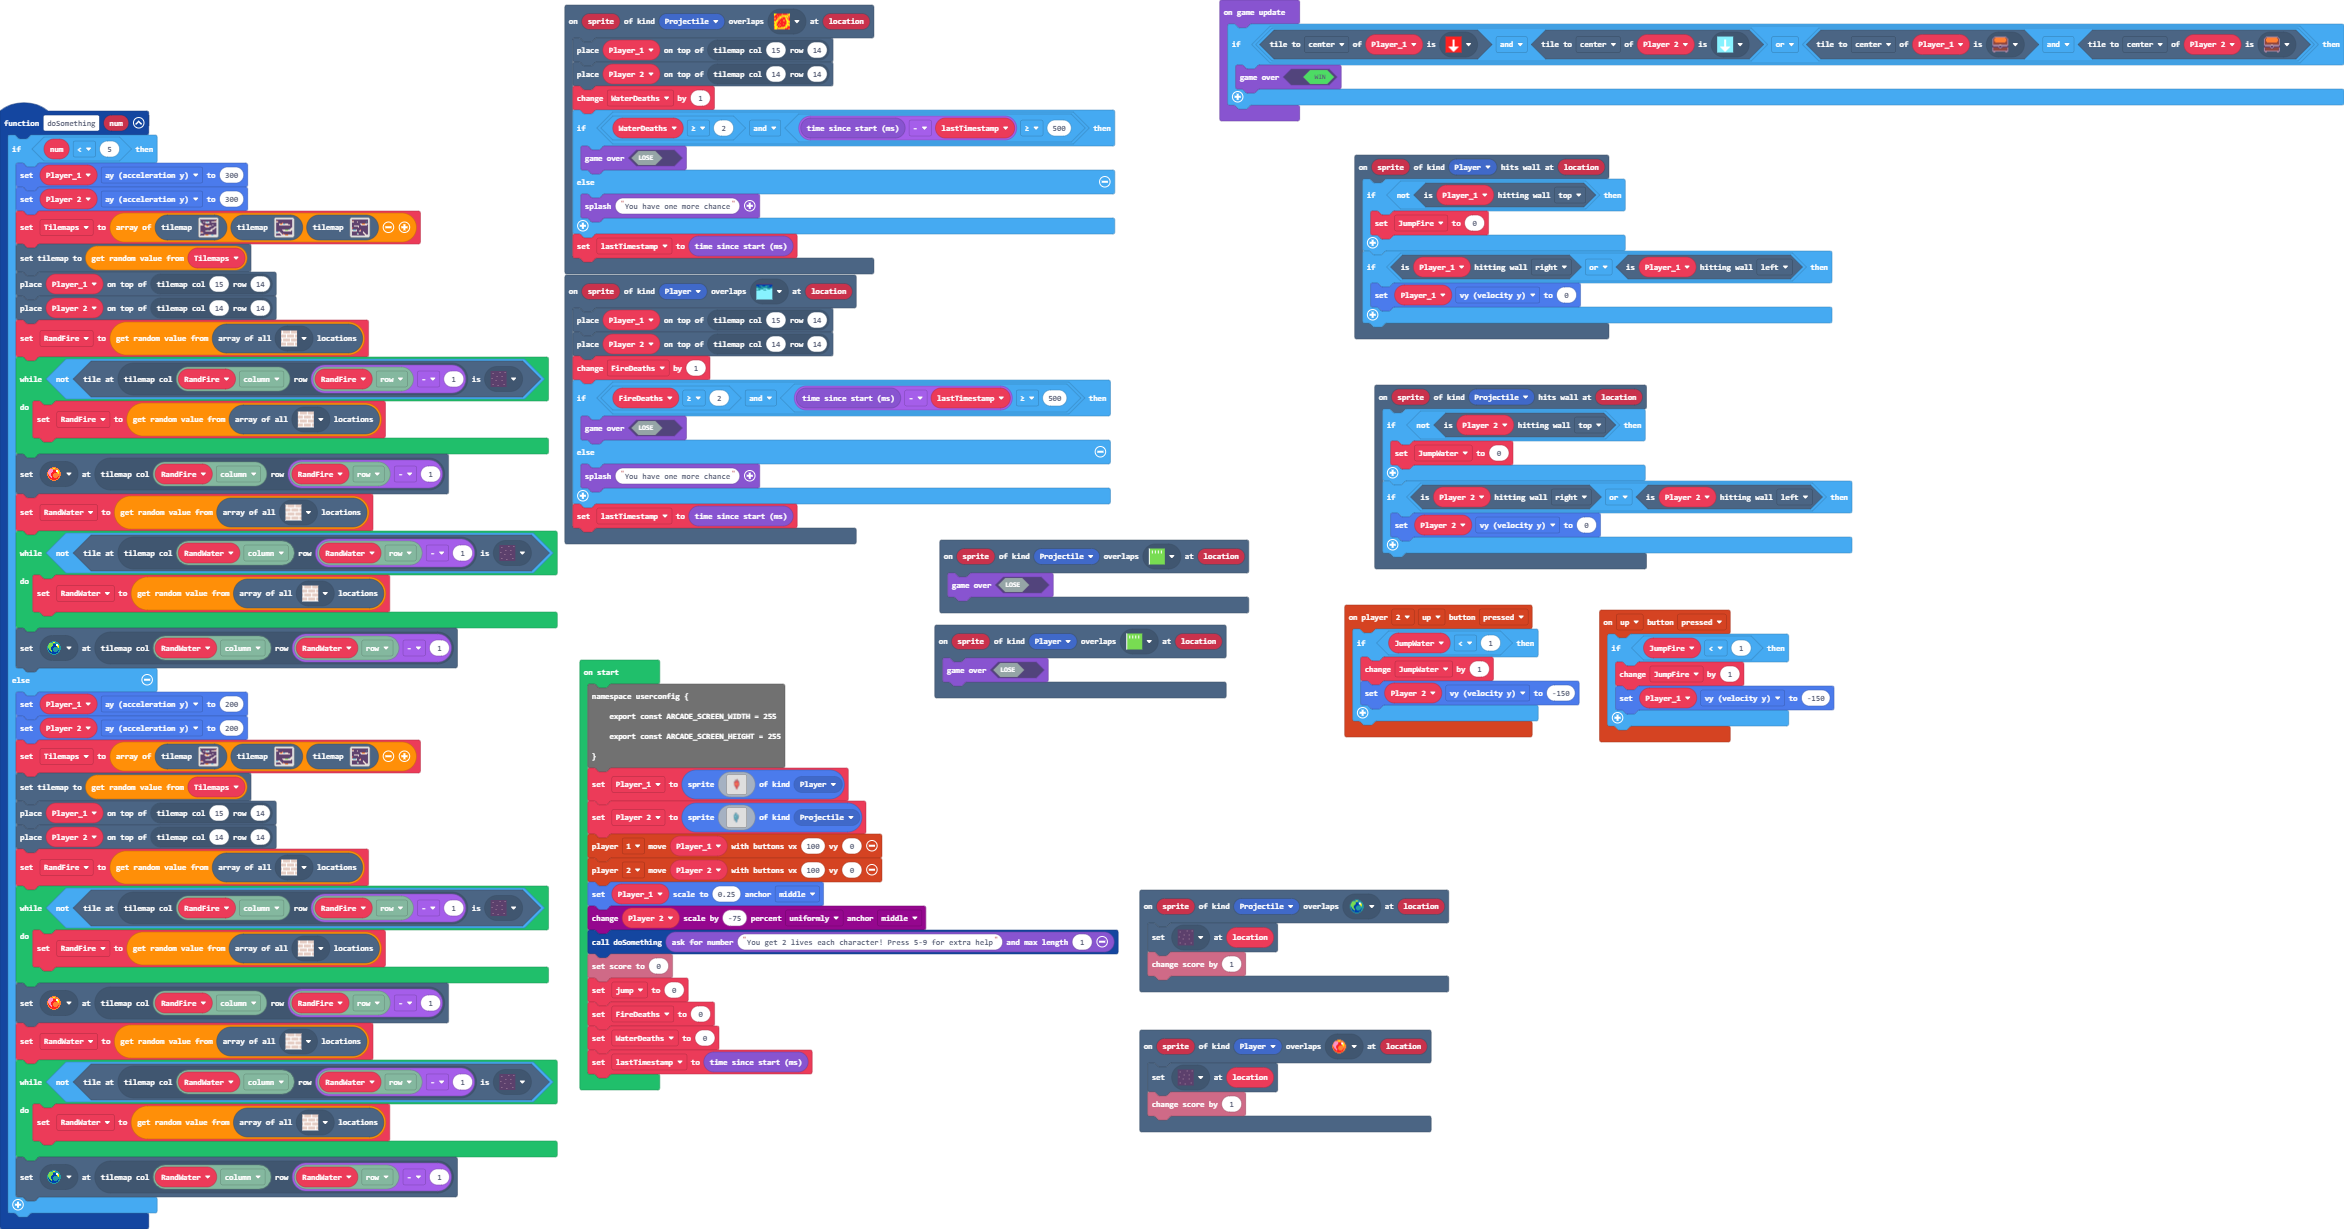 function doSomething num
if num < 5 then
set Player_1 ay (acceleration y) to 300
set Player 2 ay (acceleration y) to 300
set Tilemaps to array of tilemap tilemap tilemap
set tilemap to get random value from Tilemaps
place Player_1 on top of tilemap col 15 row 14
place Player 2 on top of tilemap col 14 row 14
set RandFire to get random value from array of all locations
while not tile at tilemap col RandFire column row RandFire row - 1 is
do
set RandFire to get random value from array of all locations
set at tilemap col RandFire column row RandFire row - 1
set RandWater to get random value from array of all locations
while not tile at tilemap col RandWater column row RandWater row - 1 is
do
set RandWater to get random value from array of all locations
set at tilemap col RandWater column row RandWater row - 1
else
set Player_1 ay (acceleration y) to 200
set Player 2 ay (acceleration y) to 200
set Tilemaps to array of tilemap tilemap tilemap
set tilemap to get random value from Tilemaps
place Player_1 on top of tilemap col 15 row 14
place Player 2 on top of tilemap col 14 row 14
set RandFire to get random value from array of all locations
while not tile at tilemap col RandFire column row RandFire row - 1 is
do
set RandFire to get random value from array of all locations
set at tilemap col RandFire column row RandFire row - 1
set RandWater to get random value from array of all locations
while not tile at tilemap col RandWater column row RandWater row - 1 is
do
set RandWater to get random value from array of all locations
set at tilemap col RandWater column row RandWater row - 1
on sprite of kind Projectile overlaps at location
place Player_1 on top of tilemap col 15 row 14
place Player 2 on top of tilemap col 14 row 14
change WaterDeaths by 1
if WaterDeaths ≥ 2 and time since start (ms) - lastTimestamp ≥ 500 then
game over LOSE
else
splash "You have one more chance"
set lastTimestamp to time since start (ms)
on sprite of kind Player overlaps at location
place Player_1 on top of tilemap col 15 row 14
place Player 2 on top of tilemap col 14 row 14
change FireDeaths by 1
if FireDeaths ≥ 2 and time since start (ms) - lastTimestamp ≥ 500 then
game over LOSE
else
splash "You have one more chance"
set lastTimestamp to time since start (ms)
on sprite of kind Projectile overlaps at location
game over LOSE
on sprite of kind Player overlaps at location
game over LOSE
on start
namespace userconfig {
export const ARCADE_SCREEN_WIDTH = 255
export const ARCADE_SCREEN_HEIGHT = 255
}
set Player_1 to sprite of kind Player
set Player 2 to sprite of kind Projectile
player 1 move Player_1 with buttons vx 100 vy 0
player 2 move Player 2 with buttons vx 100 vy 0
set Player_1 scale to 0.25 anchor middle
change Player 2 scale by -75 percent uniformly anchor middle
call doSomething ask for number "You get 2 lives each character! Press 5-9 for extra help" and max length 1
set score to 0
set jump to 0
set FireDeaths to 0
set WaterDeaths to 0
set lastTimestamp to time since start (ms)
on game update
if tile to center of Player_1 is and tile to center of Player 2 is or tile to center of Player_1 is and tile to center of Player 2 is then
game over WIN
on sprite of kind Player hits wall at location
if not is Player_1 hitting wall top then
set JumpFire to 0
if is Player_1 hitting wall right or is Player_1 hitting wall left then
set Player_1 vy (velocity y) to 0
on sprite of kind Projectile hits wall at location
if not is Player 2 hitting wall top then
set JumpWater to 0
if is Player 2 hitting wall right or is Player 2 hitting wall left then
set Player 2 vy (velocity y) to 0
on player 2 up button pressed
if JumpWater < 1 then
change JumpWater by 1
set Player 2 vy (velocity y) to -150
on up button pressed
if JumpFire < 1 then
change JumpFire by 1
set Player_1 vy (velocity y) to -150
on sprite of kind Projectile overlaps at location
set at location
change score by 1
on sprite of kind Player overlaps at location
set at location
change score by 1